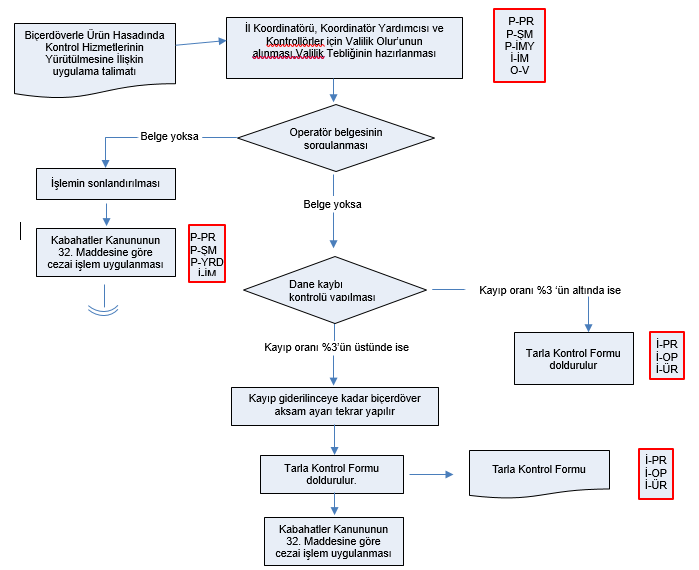 Biçerdöverle Ürün Hasadında
Kontrol Hizmetlerinin
Yürütülmesine İlişkin
uygulama talimatı
İl Koordinatörü, Koordinatör Yardımcısı ve
Kontrollörler için Valilik Olur'unun
alınması Valilik Tebliğinin hazırlanması
P-PR
P-ŞM
P-İMY
İ-İM
O-V
Operatör belgesinin
sorgulanması
Belge yoksa
İşlemin sonlandırılması
Belge yoksa
Kabahatler Kanununun
32. Maddesine göre
cezai işlem uygulanması
P-PR
P-ŞM
P-YRD
İ-İM
Dane kaybı
kontrolü yapılması
Kayıp oranı %3 'ün altında ise
Kayıp oranı %3'ün üstünde ise
Tarla Kontrol Formu
doldurulur
İ-PR
İ-OP
İ-ÜR
Kayıp giderilinceye kadar biçerdöver
aksam ayarı tekrar yapılır
Tarla Kontrol Formu
doldurulur.
Tarla Kontrol Formu
İ-PR
İ-OP
İ-ÜR
Kabahatler Kanununun
32. Maddesine göre
cezai işlem uygulanması